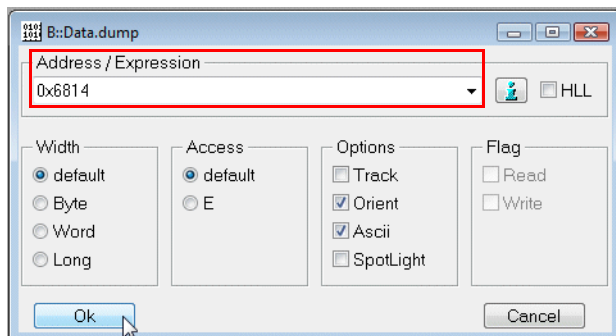 B::Data.dump
Address / Expression
0x6814
i
HLL
Width
Access
Options
Flag
default
default
Track
Read
Byte
E
Orient
Write
Word
Ascii
Long
SpotLight
Ok
Cancel